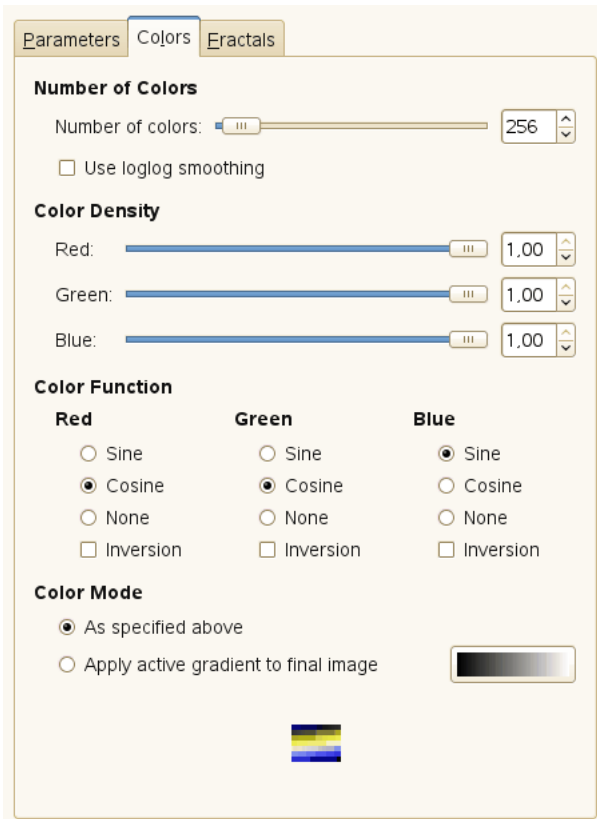 Parameters Colors Fractals
Number of Colors
Number of colors: 256
Use loglog smoothing
Color Density
Red: 1,00
Green: 1,00
Blue: 1,00
Color Function
Red Green Blue
Sine Sine Sine
Cosine Cosine Cosine
None None None
Inversion Inversion Inversion
Color Mode
As specified above
Apply active gradient to final image